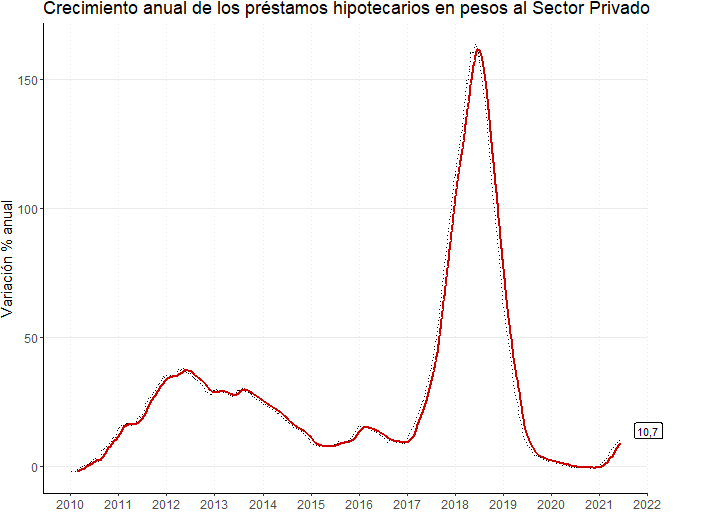 Crecimiento anual de los préstamos hipotecarios en pesos al Sector Privado
Variación % anual
150
100
50
0
10,7
2010 2011 2012 2013 2014 2015 2016 2017 2018 2019 2020 2021 2022